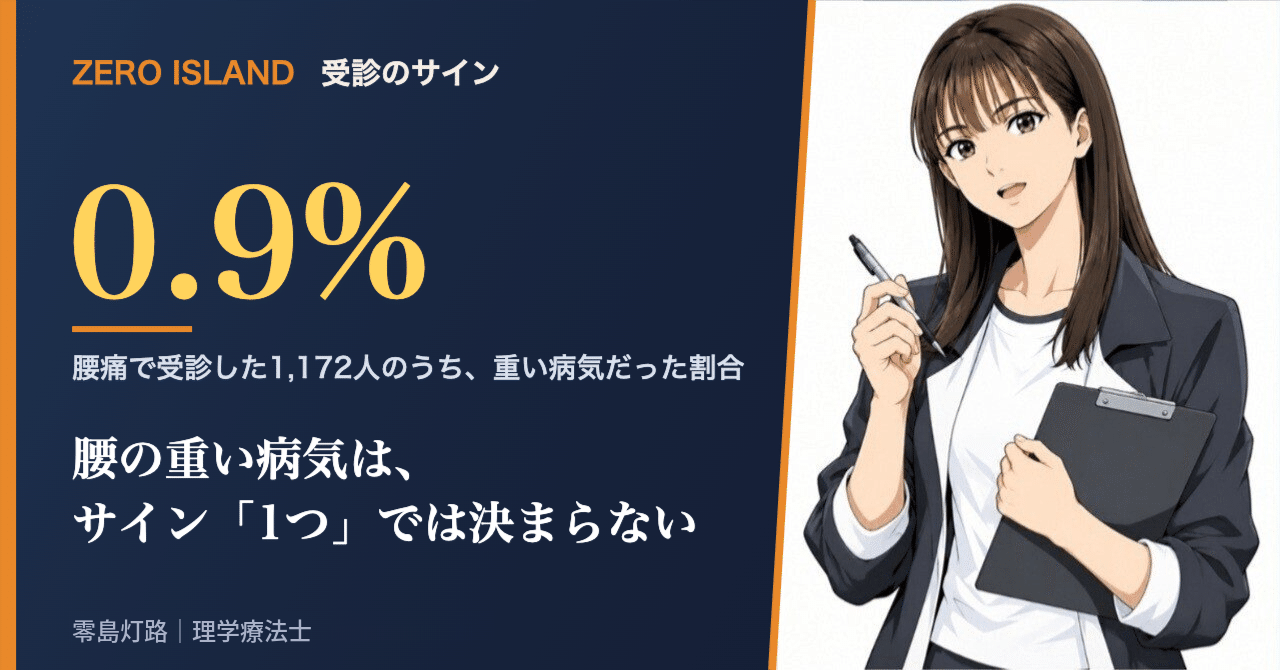 ZERO ISLAND 受診のサイン
0.9%
腰痛で受診した1,172人のうち、重い病気だった割合
腰の重い病気は、
サイン「1つ」では決まらない
零島灯路｜理学療法士